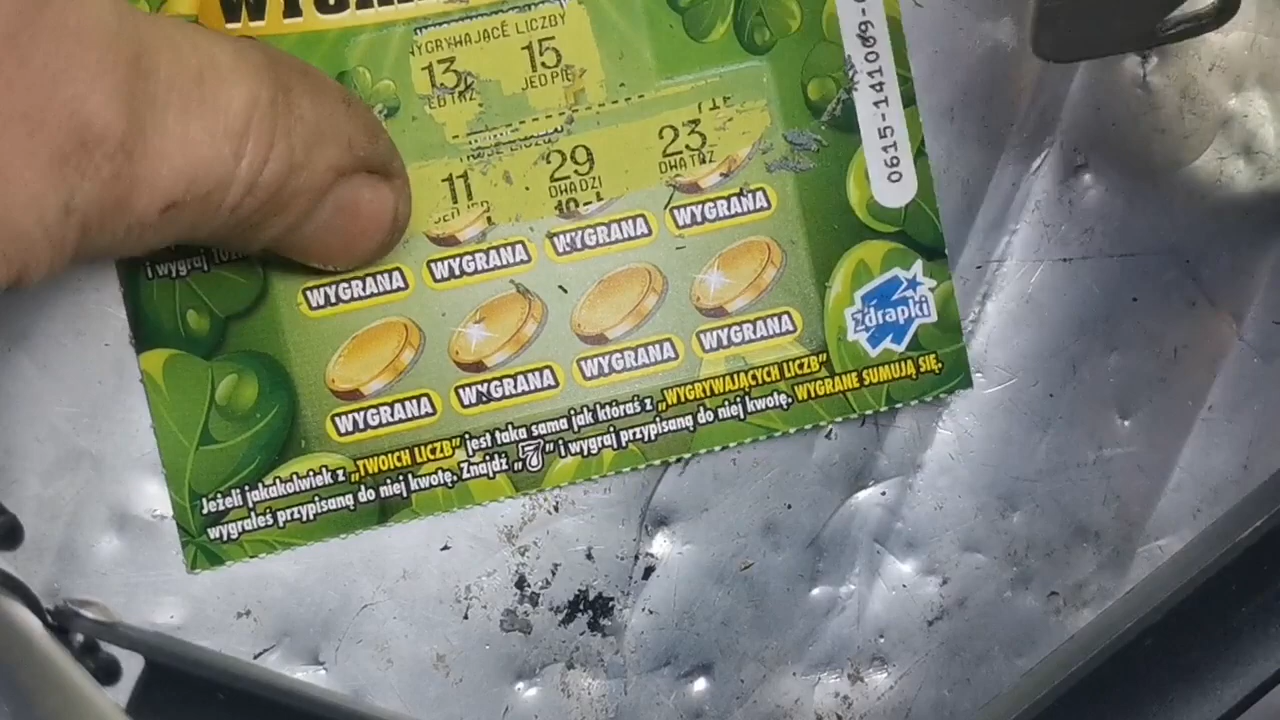 WYGRYWAJĄCE LICZBY
13 15
JEDPIĘ
11 29 23
DWADZI DWATRZ
WYGRANA WYGRANA WYGRANA WYGRANA
WYGRANA WYGRANA WYGRANA WYGRANA
i wygraj
0615-141009-
zdrapki
Jeżeli jakakolwiek z „TWOICH LICZB” jest taka sama jak któraś z „WYGRYWAJĄCYCH LICZB”
wygrałeś przypisaną do niej kwotę. Znajdź „7” i wygraj przypisaną do niej kwotę. WYGRANE SUMUJĄ SIĘ.